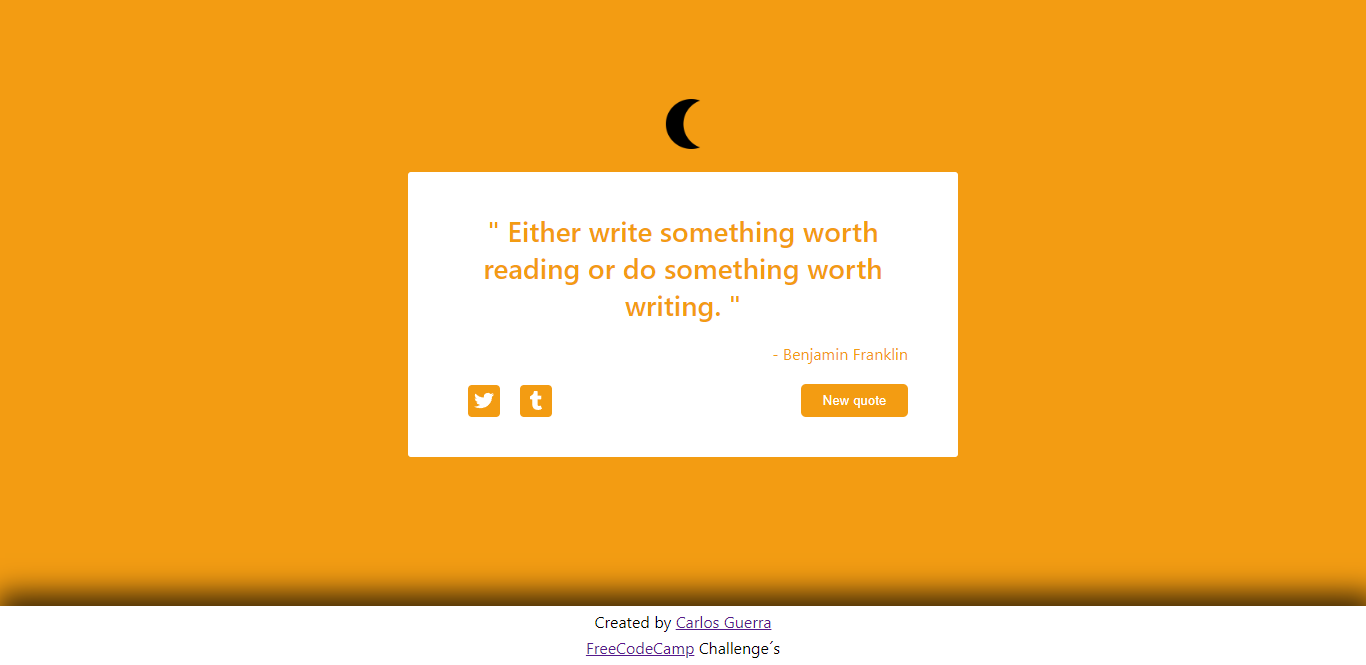 " Either write something worth
reading or do something worth
writing. "
- Benjamin Franklin
New quote
Created by Carlos Guerra
FreeCodeCamp Challenge´s